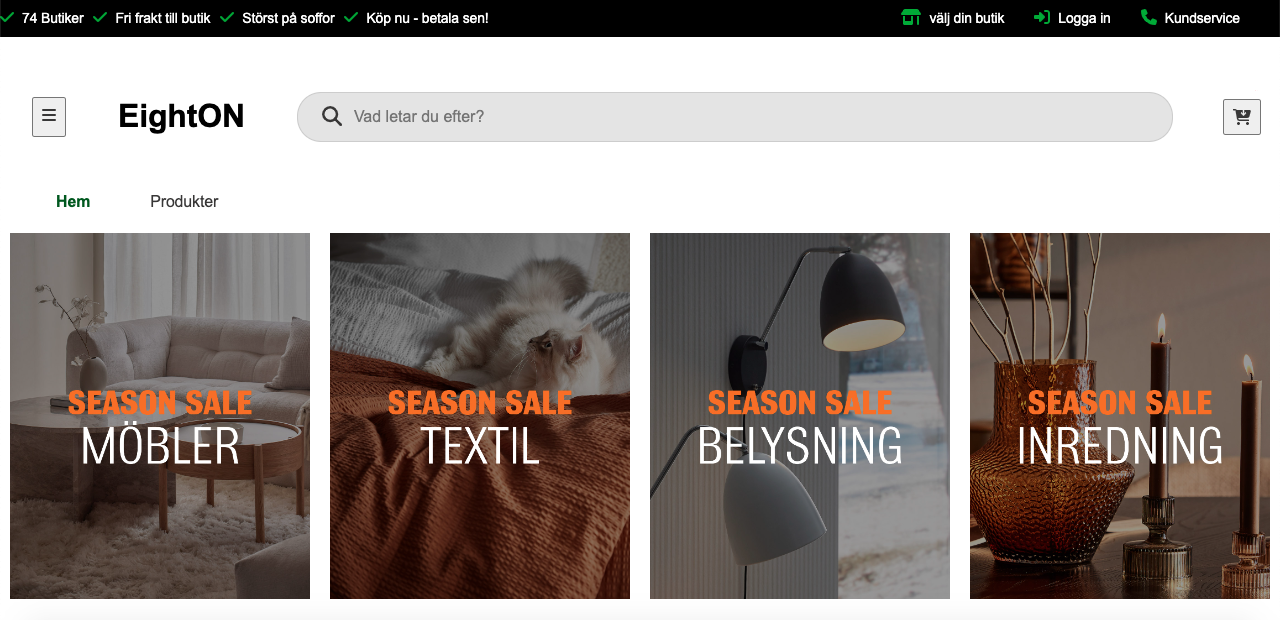 74 Butiker Fri frakt till butik Störst på soffor Köp nu - betala sen! välj din butik Logga in Kundservice
EightON Vad letar du efter?
Hem Produkter
SEASON SALE
MÖBLER
SEASON SALE
TEXTIL
SEASON SALE
BELYSNING
SEASON SALE
INREDNING